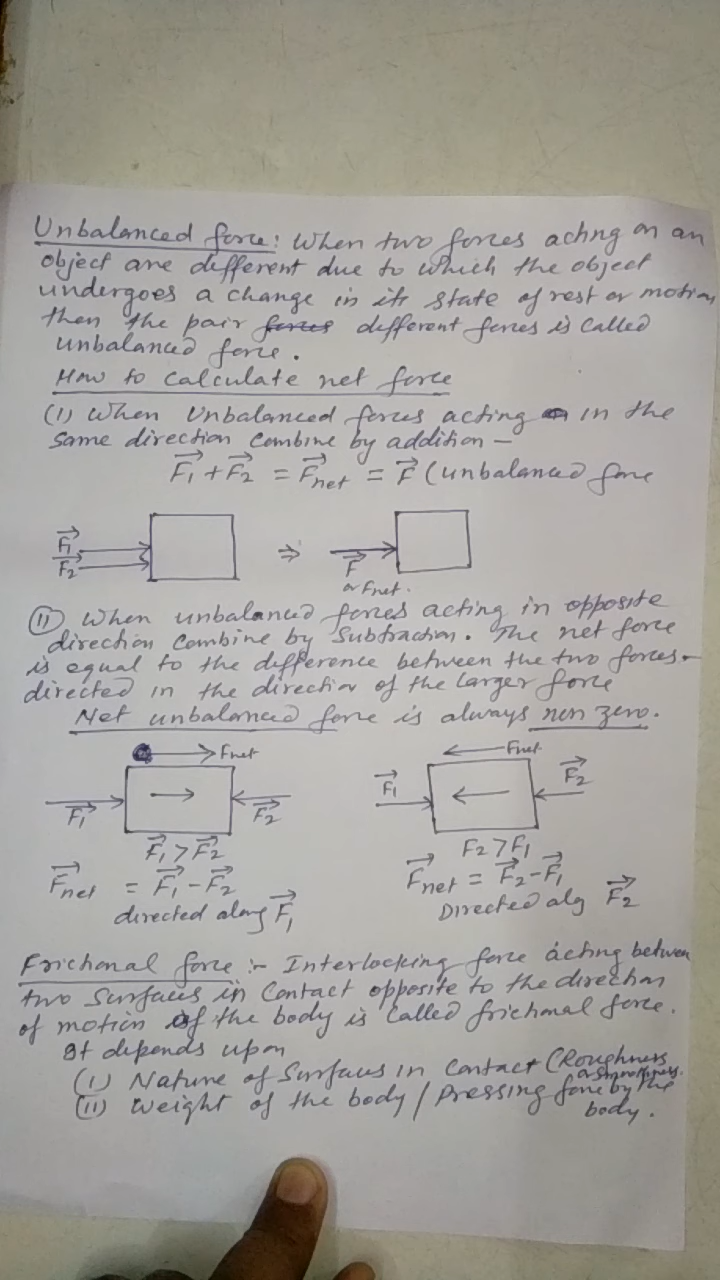 Unbalanced force: When two forces acting on an
object are different due to which the object
undergoes a change in its state of rest or motion
then the pair forces different forces is called
unbalanced force.
How to calculate net force
(I) When Unbalanced forces acting in the
same direction combine by addition —
F₁ + F₂ = Fnet = F (unbalanced force
F₁
F₂
⇒
F
or Fnet.
(II) When unbalanced forces acting in opposite
direction combine by Subtraction. The net force
is equal to the difference between the two forces
directed in the direction of the larger force
Net unbalanced force is always non zero.
Fnet
Fnet
F₁
F₂
F₁
F₂
F₁ > F₂
F₂ > F₁
Fnet = F₁ - F₂
Fnet = F₂ - F₁
directed along F₁
Directed alg F₂
Frictional force :- Interlocking force acting between
two Surfaces in Contact opposite to the direction
of motion of the body is called frictional force.
It depends upon
(I) Nature of Surfaces in Contact (Roughness
or smoothness.
(II) Weight of the body / Pressing force by the
body.